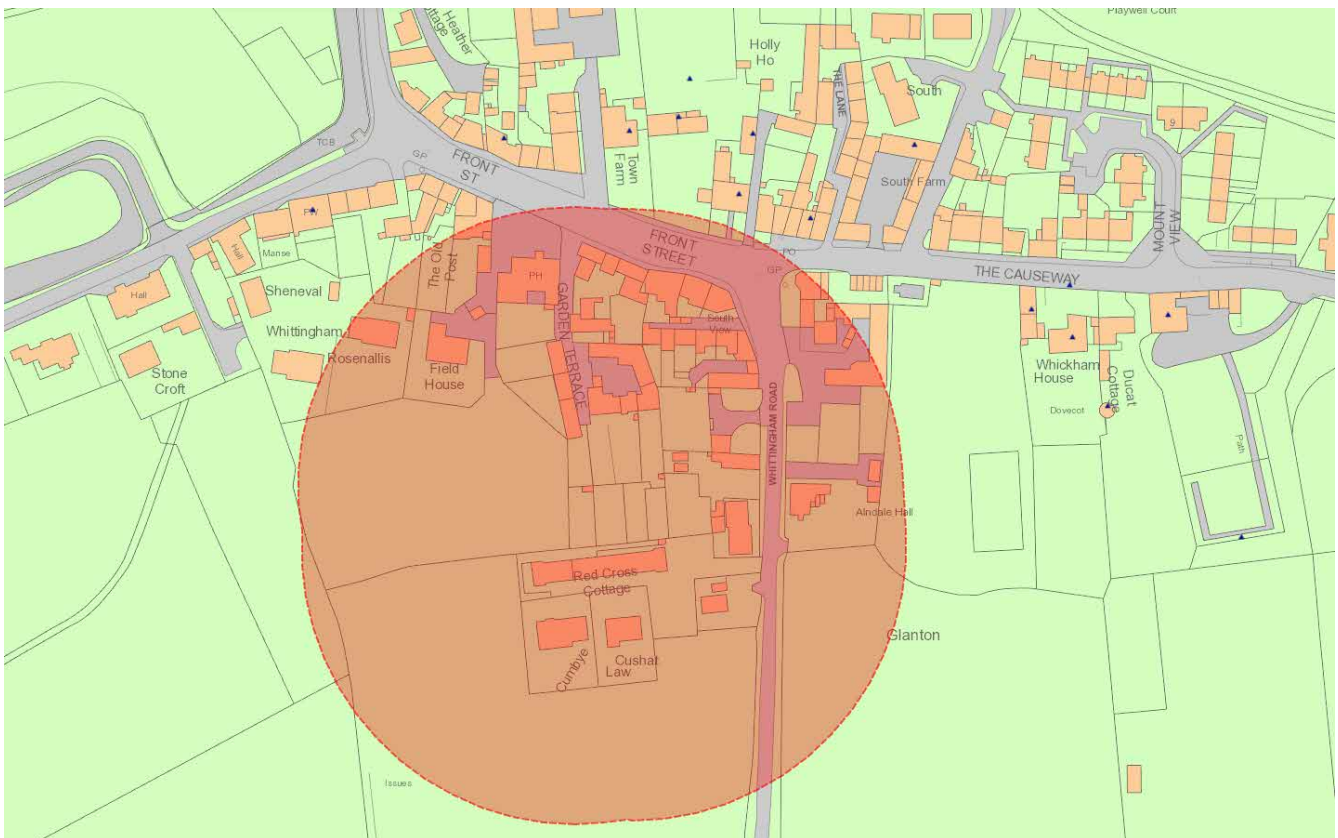 Playwell Court
Heather
Cottage
Holly
Ho
THE LANE
South
9
TCB
GP
FRONT
ST
Town
Farm
South Farm
MOUNT
VIEW
PW
Hall
Manse
The Old
Post
FRONT
STREET
PO
GP
THE CAUSEWAY
PH
Hall
Sheneval
GARDEN TERRACE
South
View
Whittingham
Rosenallis
Field
House
Stone
Croft
Whickham
House
Ducat
Cottage
Dovecot
WHITTINGHAM ROAD
Path
Alndale Hall
Red Cross
Cottage
Glanton
Cumbye
Cushat
Law
Issues